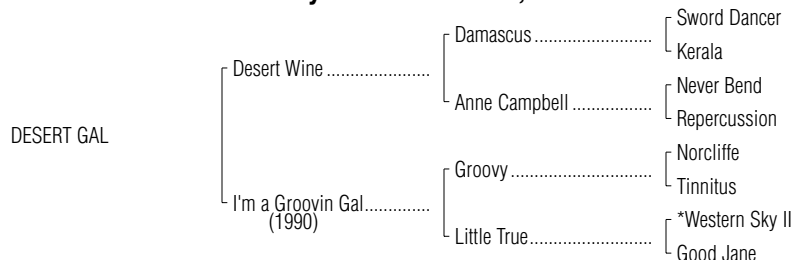 Sword Dancer
Damascus
Kerala
Desert Wine
Never Bend
Anne Campbell
Repercussion
DESERT GAL
Norcliffe
Groovy
Tinnitus
I'm a Groovin Gal
(1990)
*Western Sky II
Little True
Good Jane